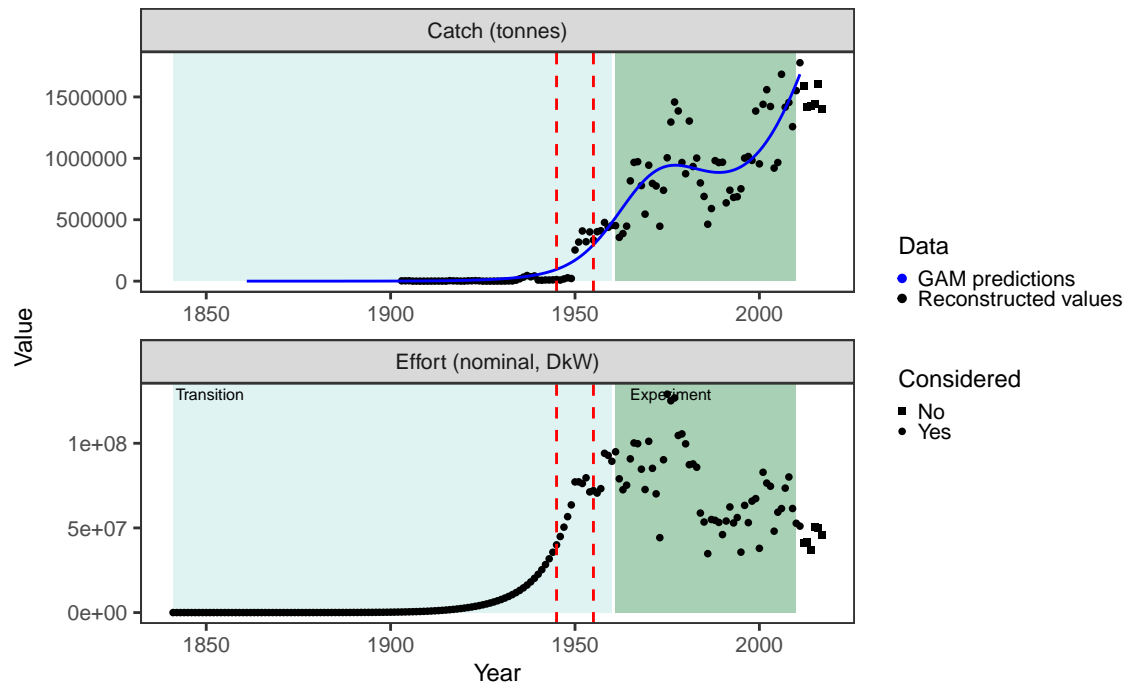 Catch (tonnes)
1500000
1000000
500000
0
1850
1900
1950
2000
Effort (nominal, DkW)
Transition
Experiment
1e+08
5e+07
0e+00
1850
1900
1950
2000
Year
Value
Data
GAM predictions
Reconstructed values
Considered
No
Yes